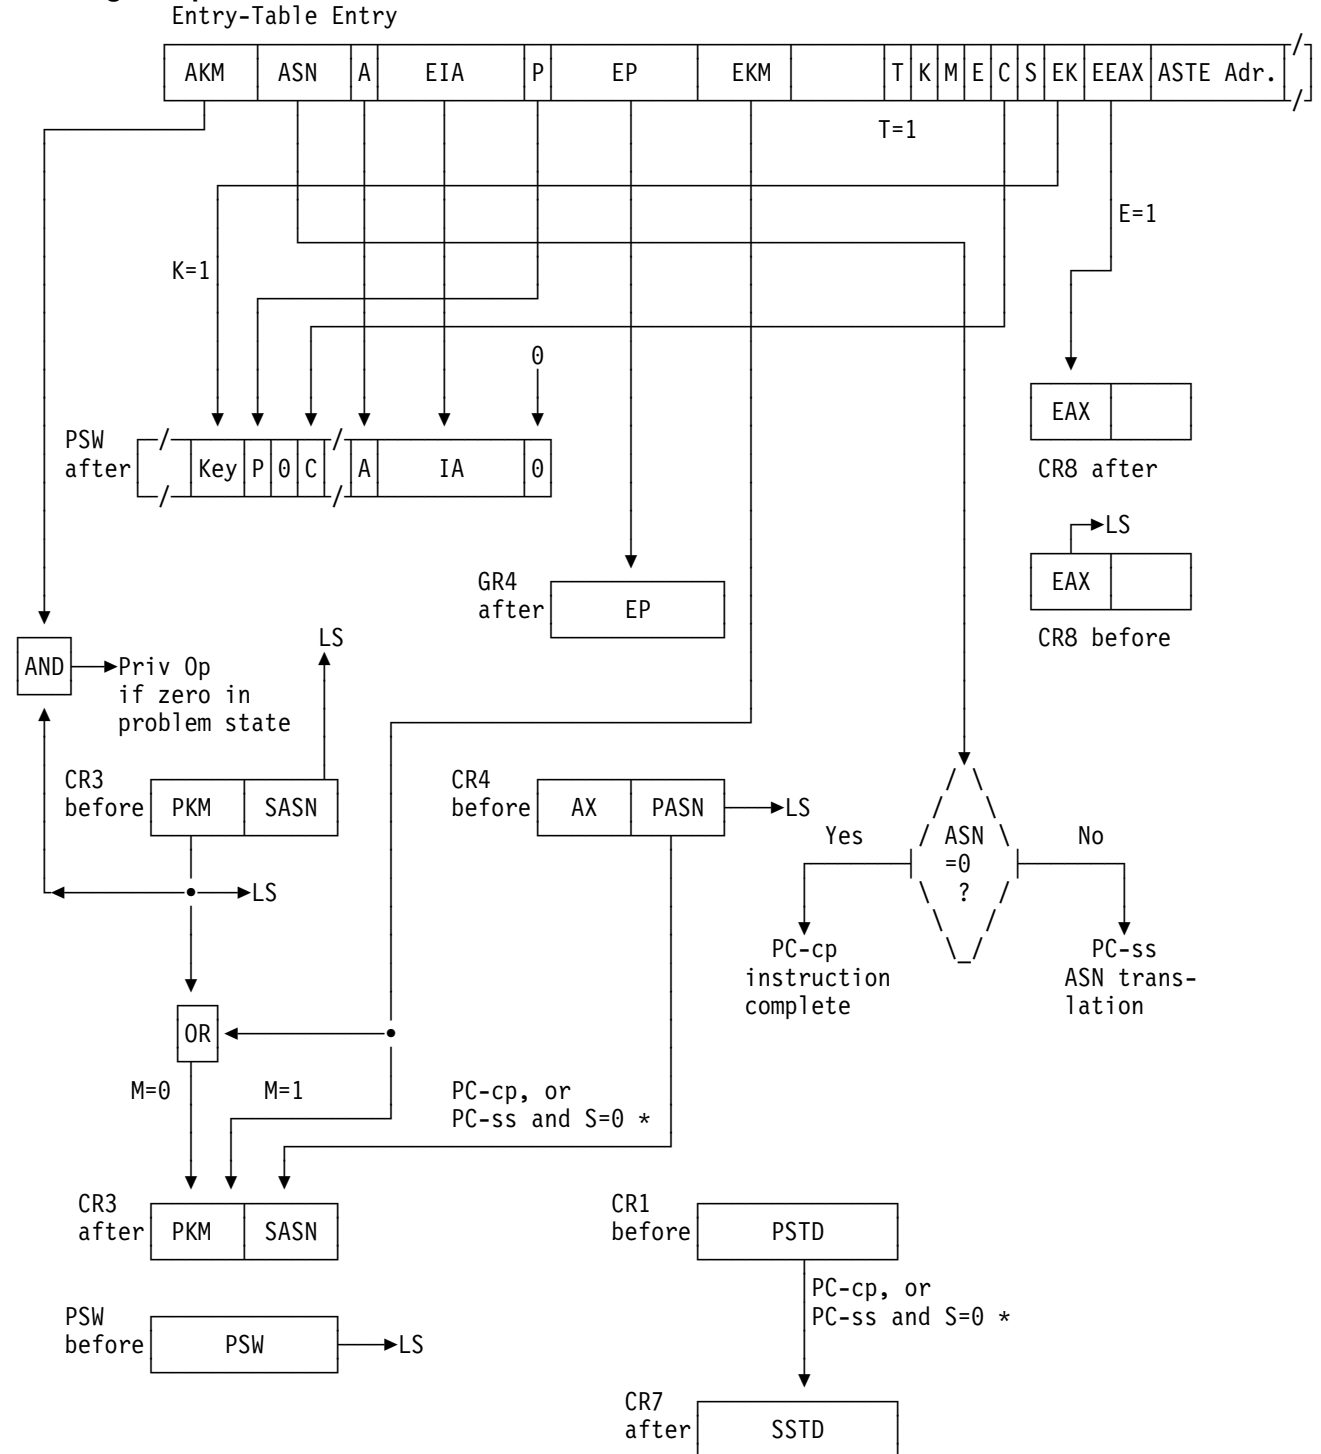 Entry-Table Entry
AKM ASN A EIA P EP EKM T K M E C S EK EEAX ASTE Adr.
T=1
E=1
K=1
0
PSW
after
Key P 0 C A IA 0
EAX
CR8 after
LS
EAX
CR8 before
GR4
after
EP
LS
AND
Priv Op
if zero in
problem state
CR3
before
PKM SASN
LS
CR4
before
AX PASN
LS
Yes
ASN
=0
?
No
PC-cp
instruction
complete
PC-ss
ASN trans-
lation
OR
M=0
M=1
PC-cp, or
PC-ss and S=0 *
CR3
after
PKM SASN
CR1
before
PSTD
PC-cp, or
PC-ss and S=0 *
PSW
before
PSW
LS
CR7
after
SSTD